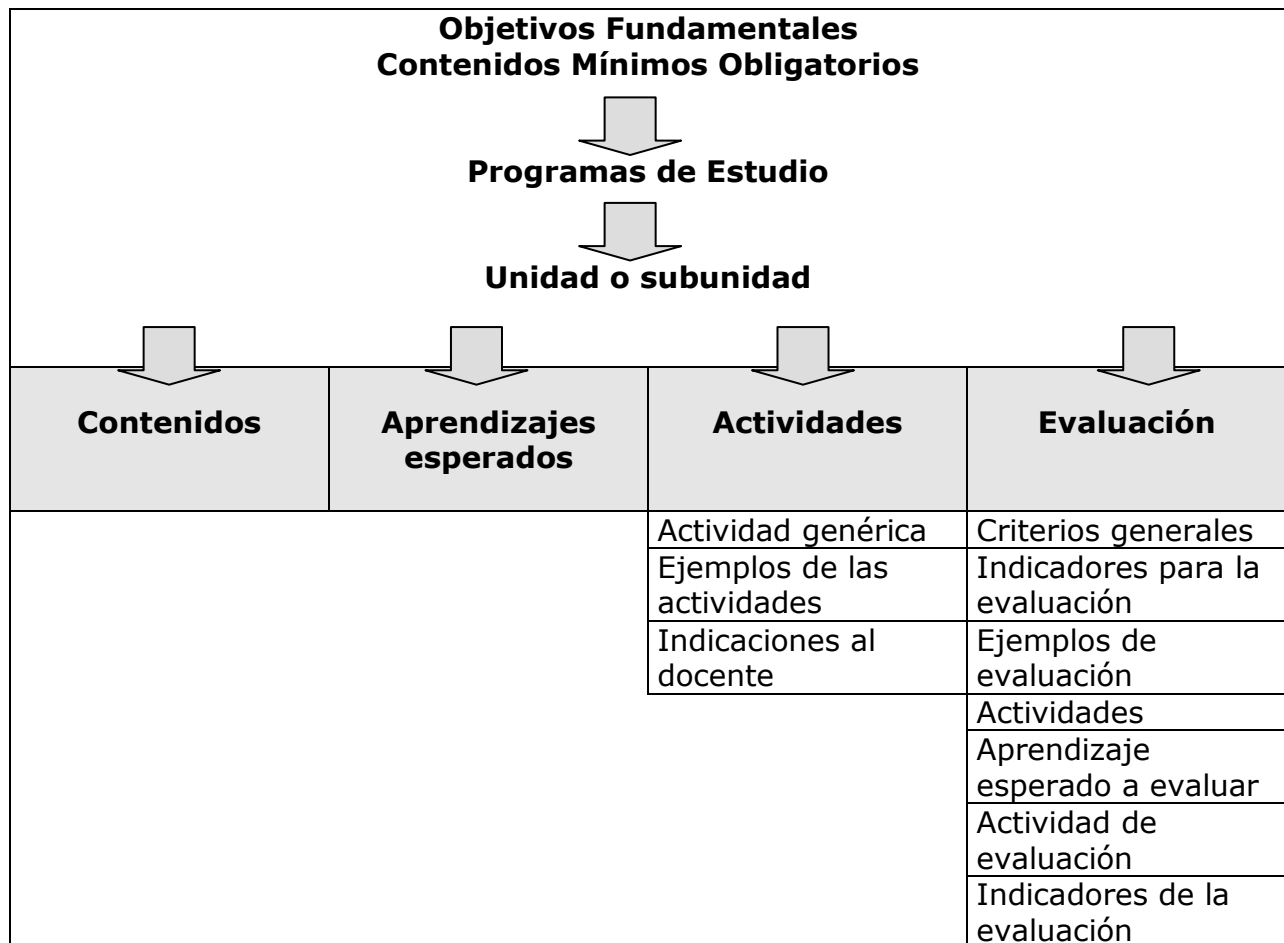 Objetivos Fundamentales
Contenidos Mínimos Obligatorios
Programas de Estudio
Unidad o subunidad
Contenidos
Aprendizajes
esperados
Actividades
Evaluación
Actividad genérica
Ejemplos de las
actividades
Indicaciones al
docente
Criterios generales
Indicadores para la
evaluación
Ejemplos de
evaluación
Actividades
Aprendizaje
esperado a evaluar
Actividad de
evaluación
Indicadores de la
evaluación